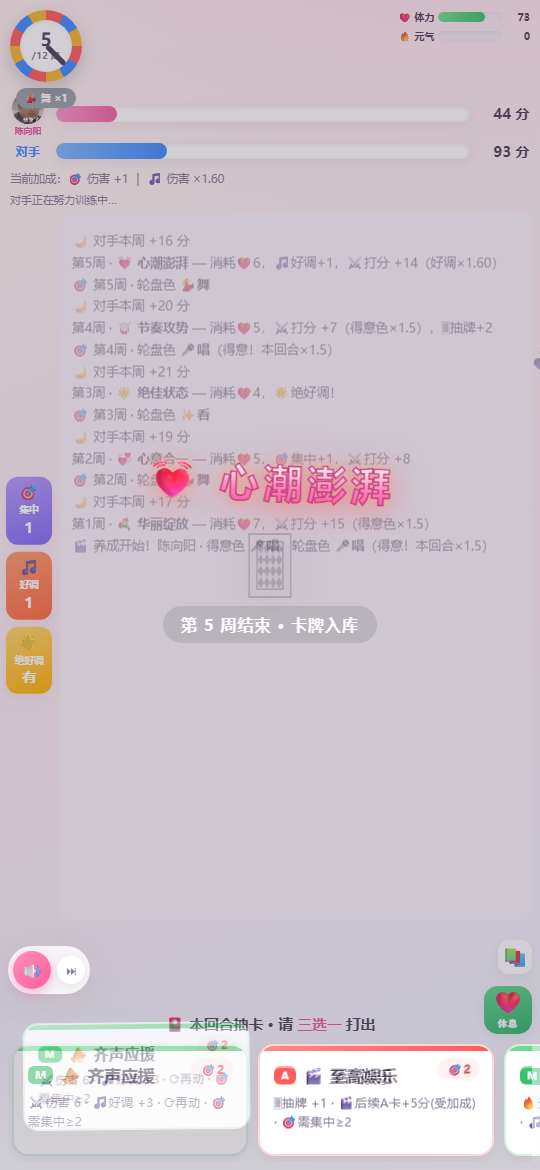 5
/12
体力 73
元气 0
舞 ×1
陈向阳
44 分
对手
93 分
当前加成: 伤害 +1 | 伤害 ×1.60
对手正在努力训练中...
对手本周 +16 分
第5周 · 心潮澎湃 — 消耗 6, 好调+1, 打分 +14（好调×1.60）
第5周 · 轮盘色 舞
对手本周 +20 分
第4周 · 节奏攻势 — 消耗 5, 打分 +7（得意色×1.5）, 抽牌+2
第4周 · 轮盘色 唱（得意！本回合×1.5）
对手本周 +21 分
第3周 · 绝佳状态 — 消耗 4, 绝好调!
第3周 · 轮盘色 香
对手本周 +19 分
第2周 · 心意合一 — 消耗 5, 集中+1, 打分 +8
第2周 · 轮盘色 舞
心潮澎湃
对手本周 +17 分
第1周 · 华丽绽放 — 消耗 7, 打分 +15（得意色×1.5）
养成开始！陈向阳 · 得意色 唱, 轮盘色 唱（得意！本回合×1.5）
集中
1
好调
1
绝好调
有
第 5 周结束 · 卡牌入库
休息
本回合抽卡 • 请 三选一 打出
M 齐声应援 2
M 齐声应援 2
伤害 6 · 好调 +3 · 再动 ·
需集中≥2
A 至高娱乐 2
抽牌 +1 · 后续A卡+5分(受加成)
· 需集中≥2
M